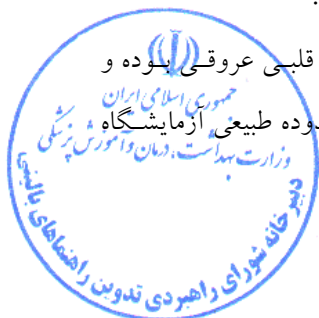 قلبی عروقی بوده و
جمهوری اسلامی ایران
وده طبیعی آزمایشگاه
وزارت بهداشت، درمان و آموزش پزشکی
دبیرخانه شورای راهبردی تدوین راهنماهای بالینی